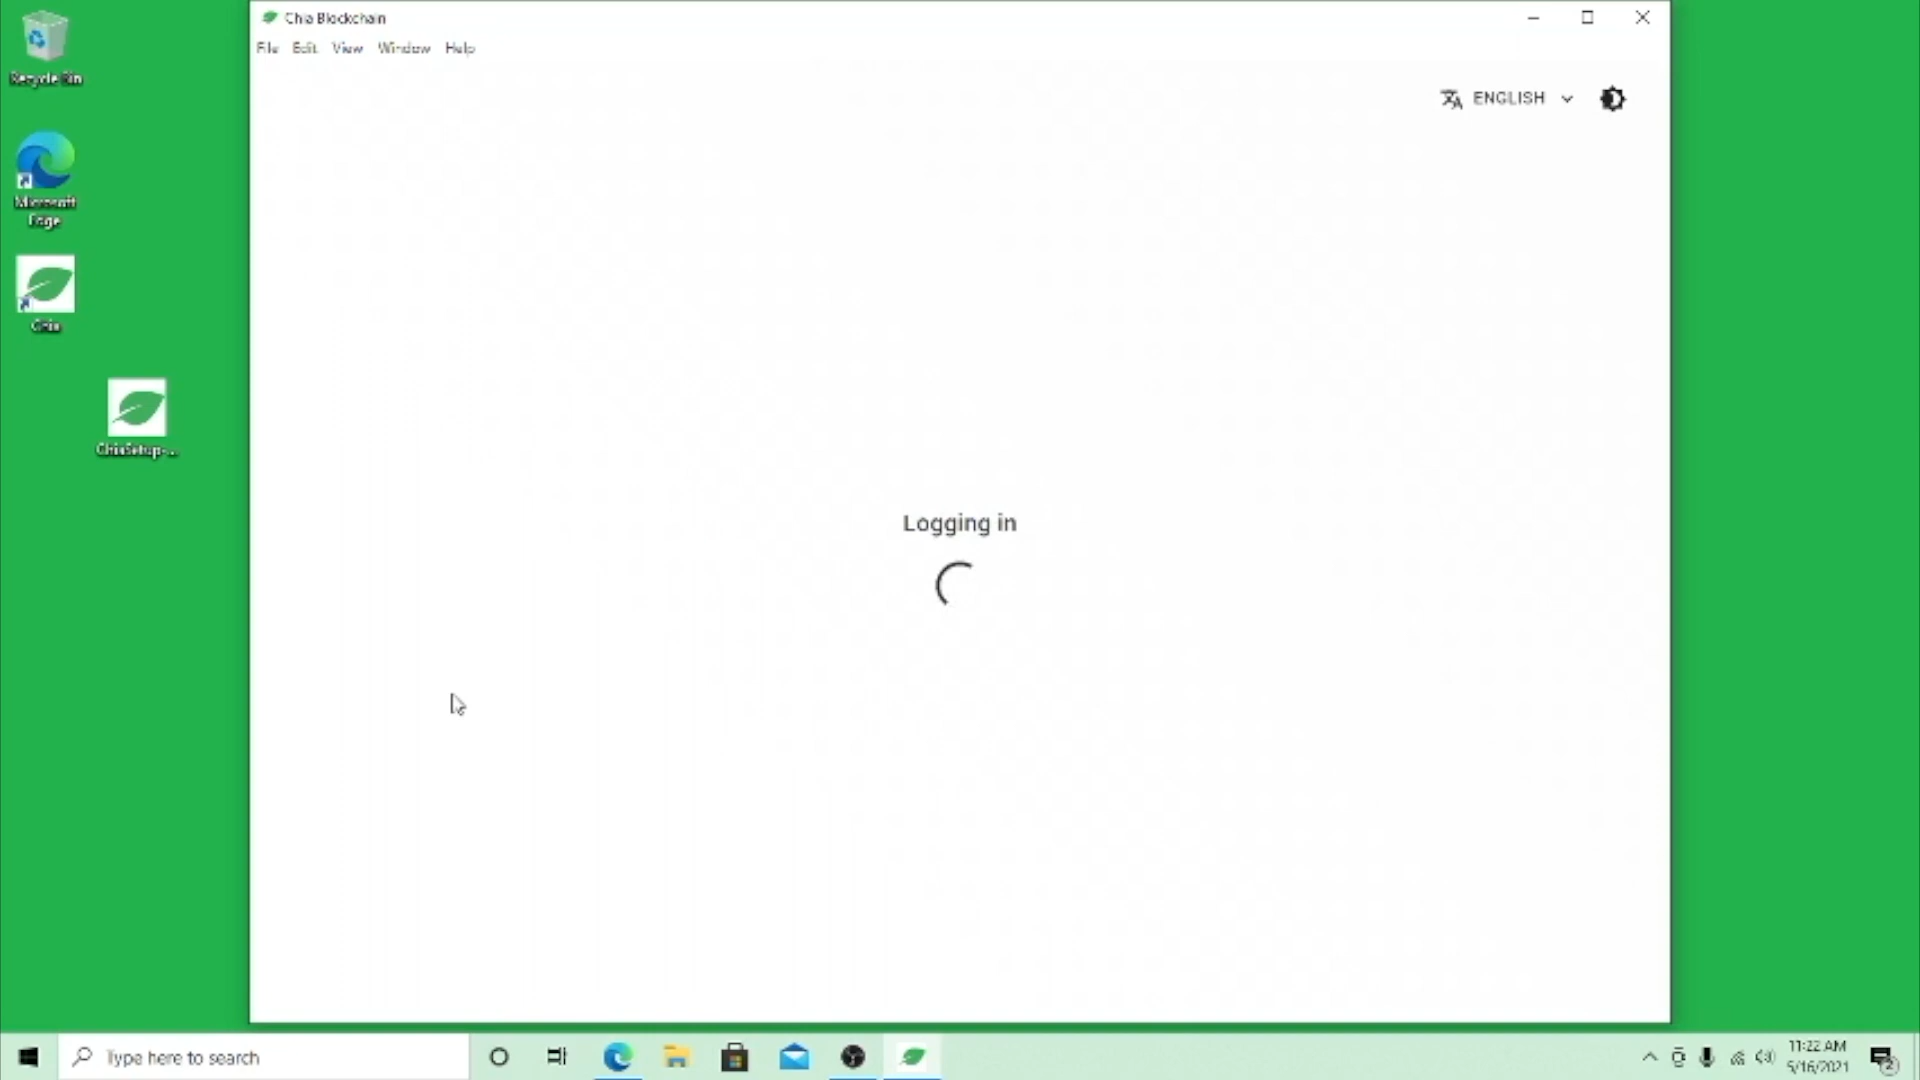 Chia Blockchain
File Edit View Window Help
ENGLISH
Recycle Bin
Microsoft
Edge
Chia
ChiaSetup-...
Logging in
Type here to search
11:22 AM
5/16/2021
2